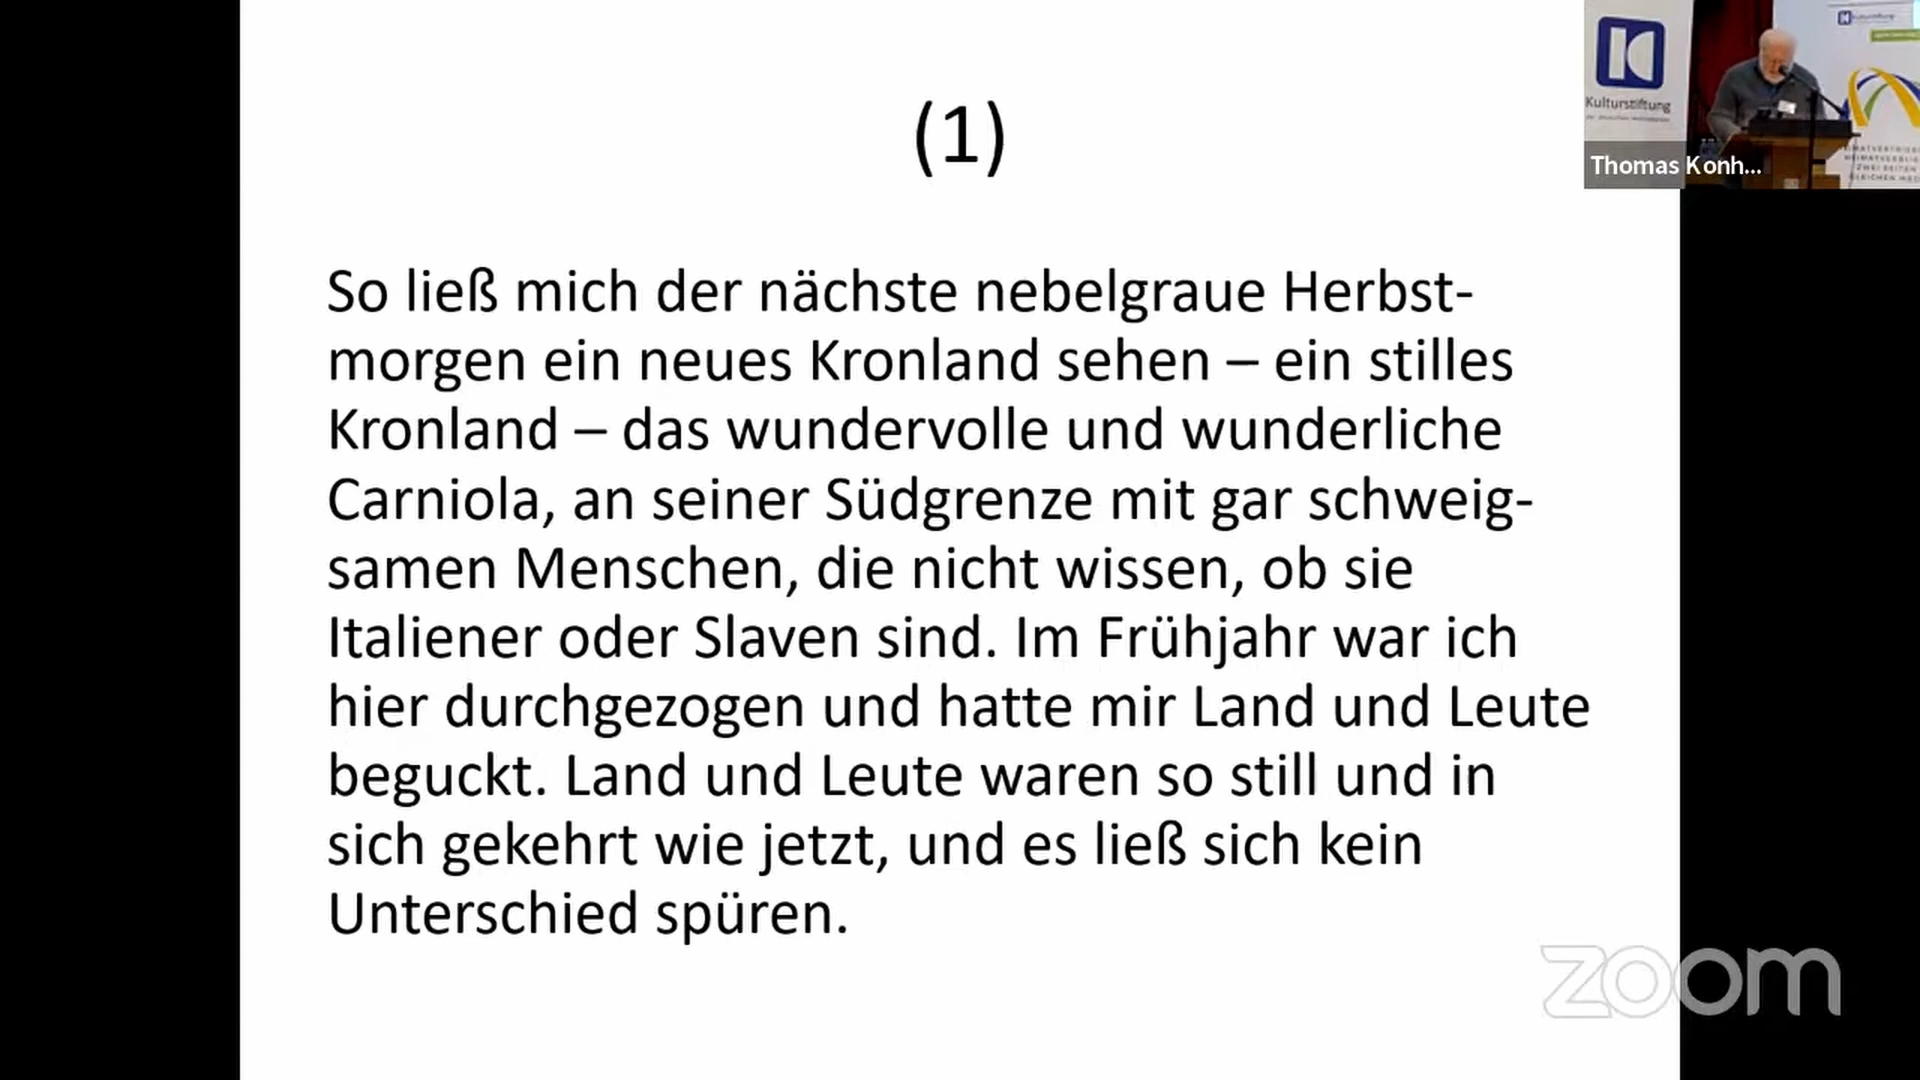 (1)
So ließ mich der nächste nebelgraue Herbst-
morgen ein neues Kronland sehen – ein stilles
Kronland – das wundervolle und wunderliche
Carniola, an seiner Südgrenze mit gar schweig-
samen Menschen, die nicht wissen, ob sie
Italiener oder Slaven sind. Im Frühjahr war ich
hier durchgezogen und hatte mir Land und Leute
beguckt. Land und Leute waren so still und in
sich gekehrt wie jetzt, und es ließ sich kein
Unterschied spüren.
Kulturstiftung
Thomas Konh...
zoom